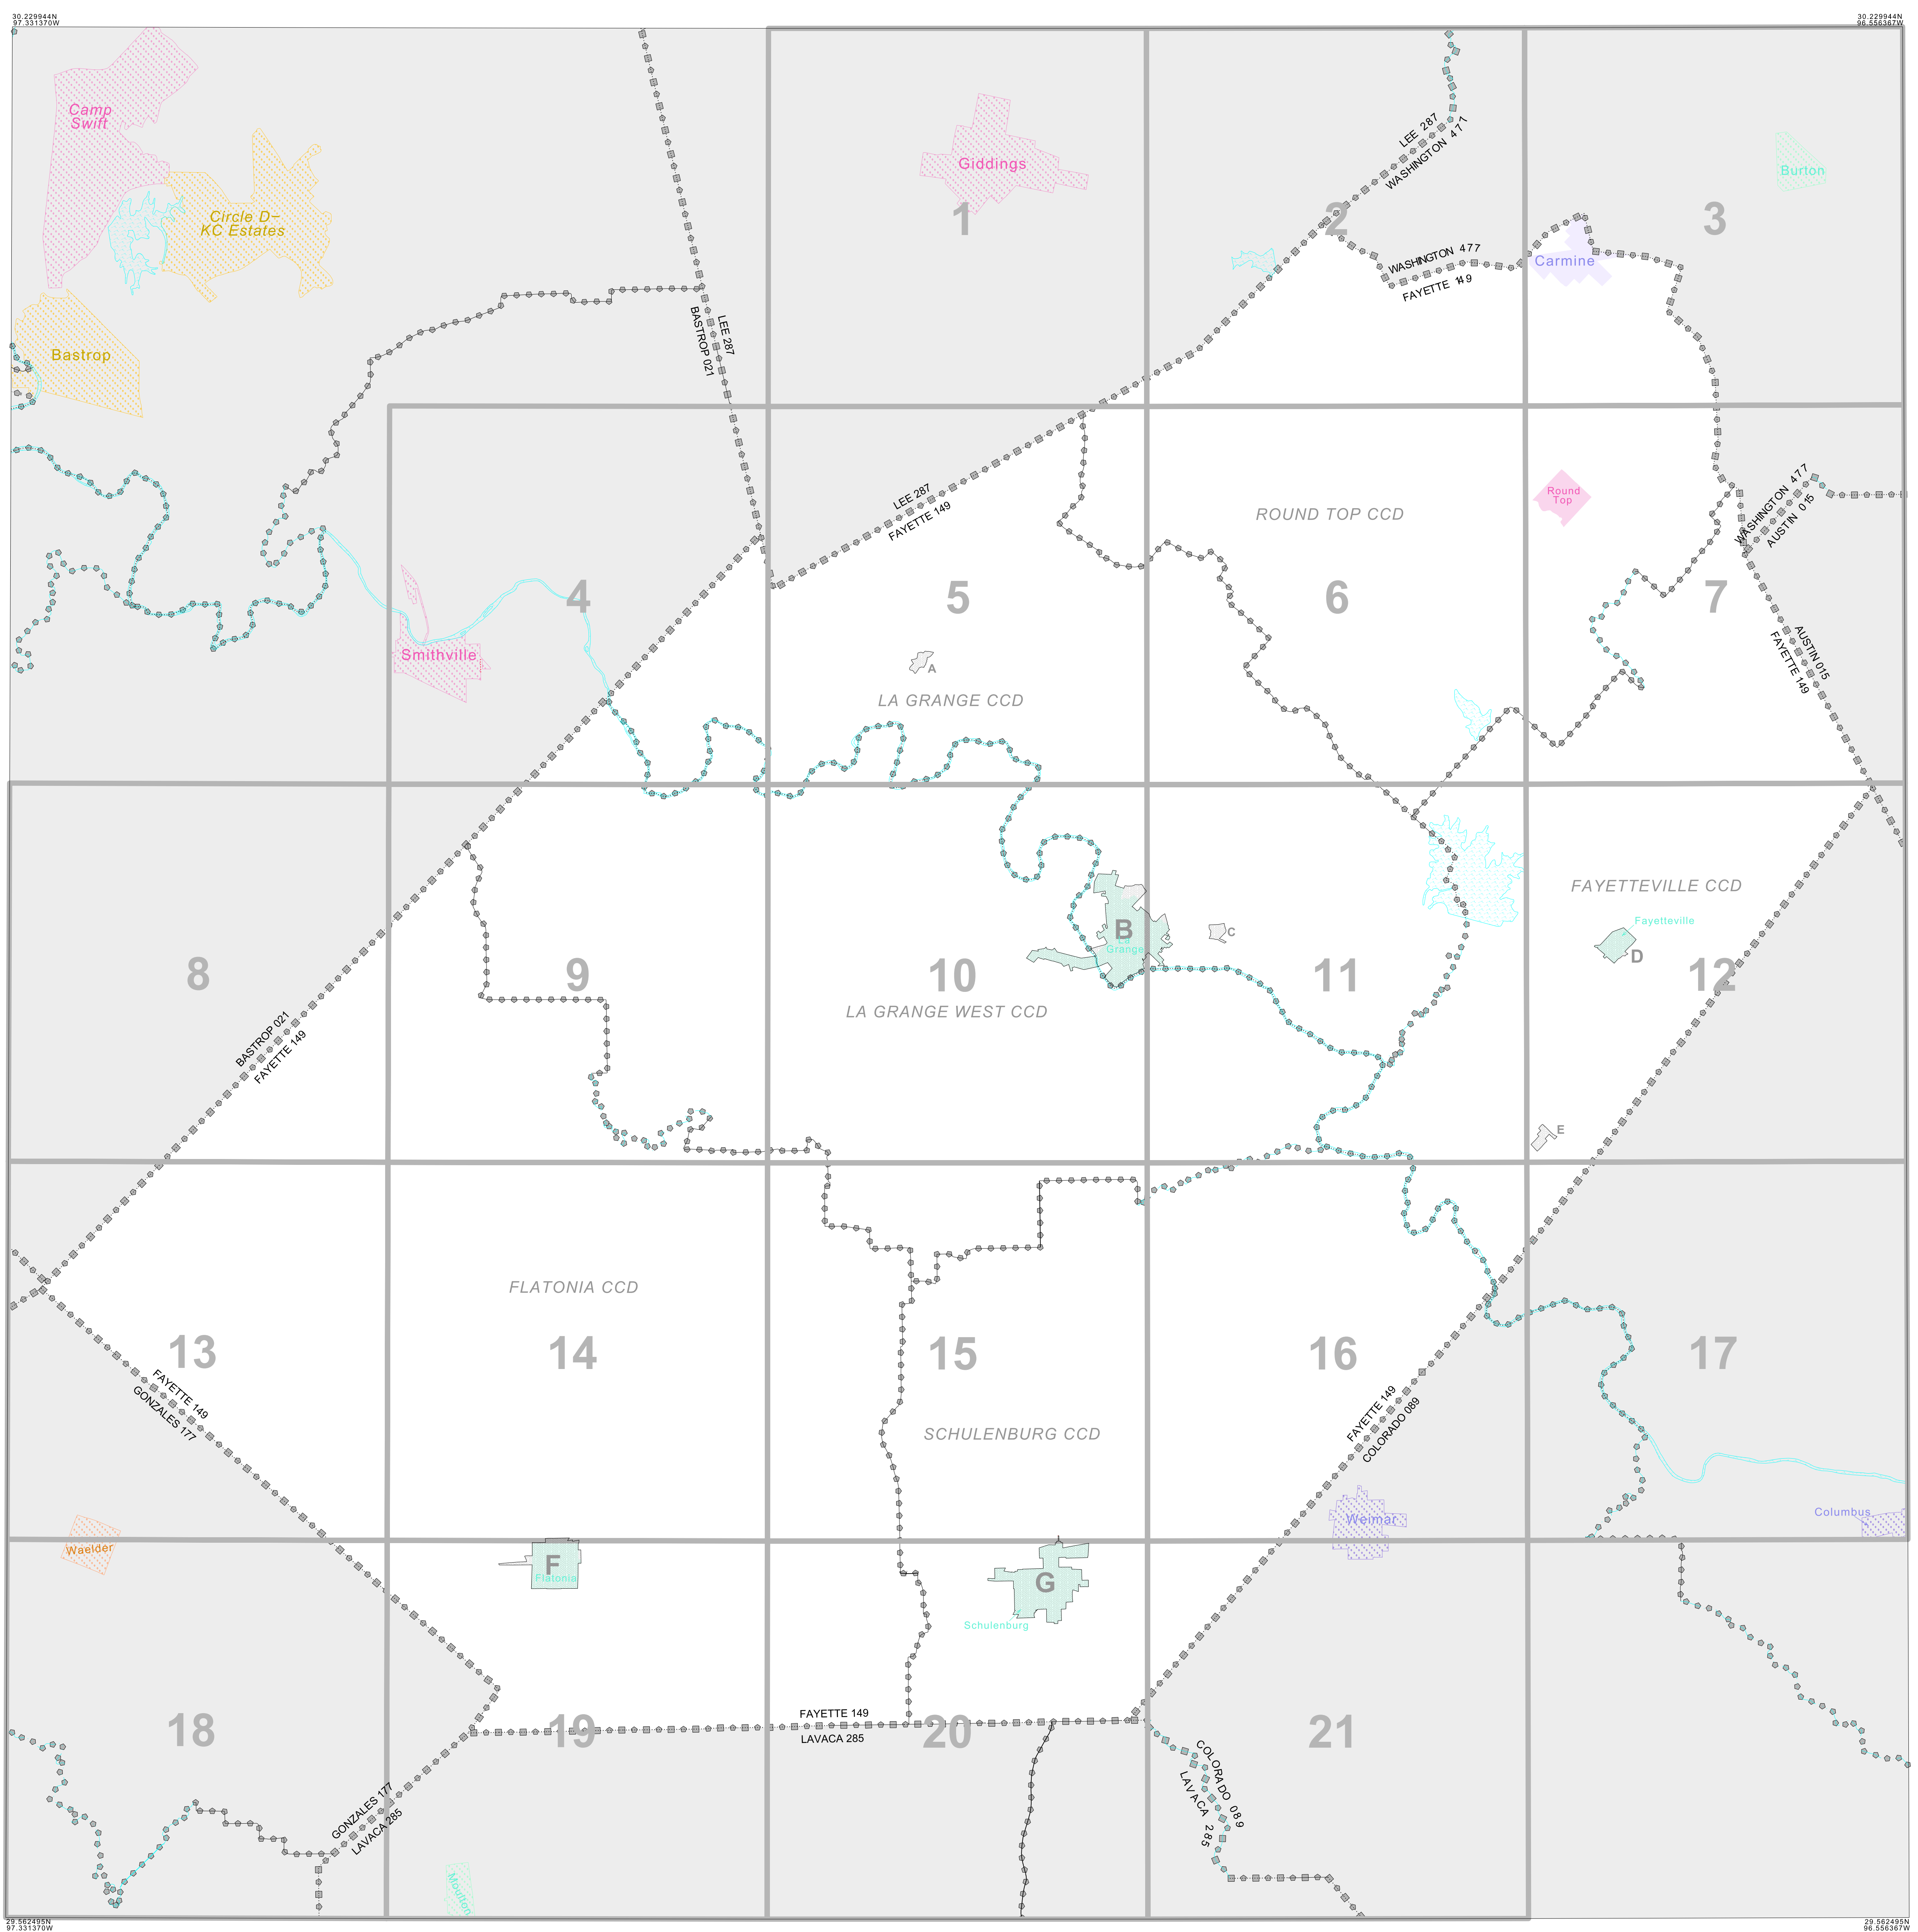 30.229944N
97.331370W
30.229944N
96.556367W
Camp
Swift
LEE 287
WASHINGTON 477
Giddings
Burton
1
2
3
Circle D-
KC Estates
WASHINGTON 477
FAYETTE 149
Carmine
LEE 287
BASTROP 021
Bastrop
LEE 287
FAYETTE 149
ROUND TOP CCD
Round
Top
WASHINGTON 477
AUSTIN 015
4
5
6
7
Smithville
A
LA GRANGE CCD
AUSTIN 015
FAYETTE 149
FAYETTEVILLE CCD
Fayetteville
B
La
Grange
C
D
8
9
10
11
12
LA GRANGE WEST CCD
BASTROP 021
FAYETTE 149
E
FLATONIA CCD
13
14
15
16
17
FAYETTE 149
GONZALES 177
FAYETTE 149
COLORADO 089
SCHULENBURG CCD
Weimar
Columbus
Waelder
F
Flatonia
G
Schulenburg
FAYETTE 149
LAVACA 285
18
19
20
21
COLORADO 089
LAVACA 285
GONZALES 177
LAVACA 285
Moulton
29.562495N
97.331370W
29.562495N
96.556367W